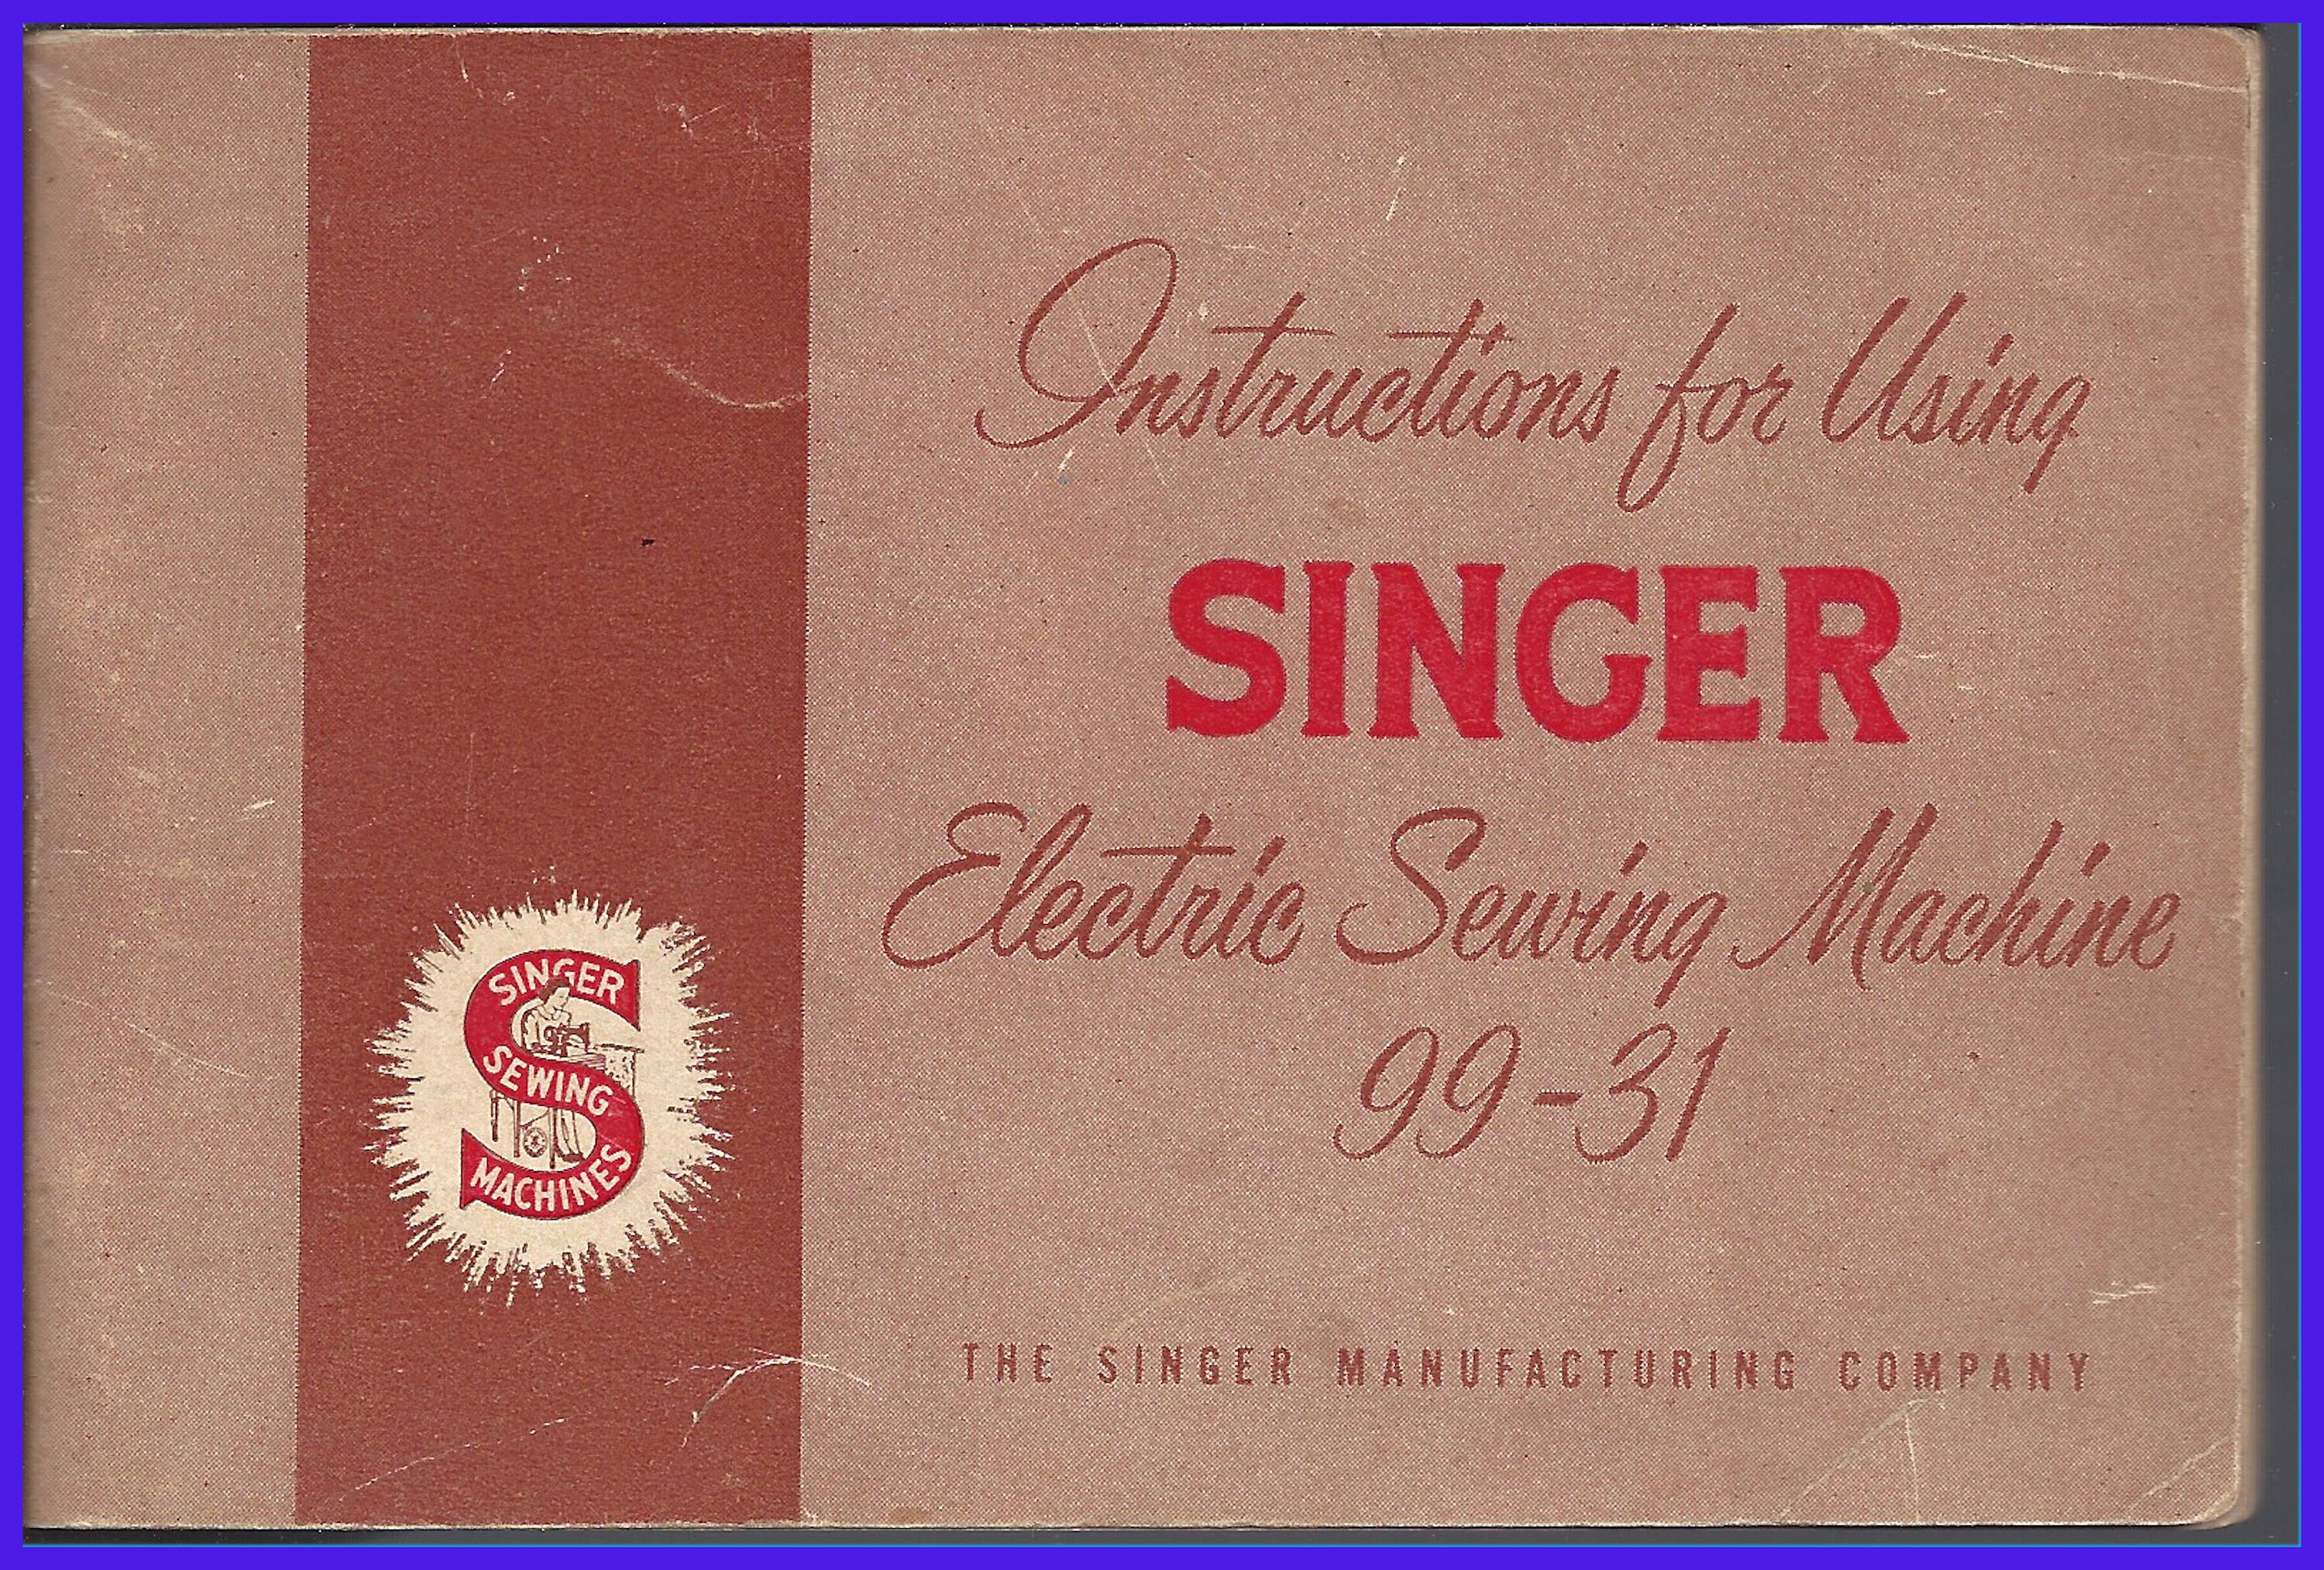 Instructions for Using
SINGER
Electric Sewing Machine
99-31
THE SINGER MANUFACTURING COMPANY
SINGER
SEWING
MACHINES